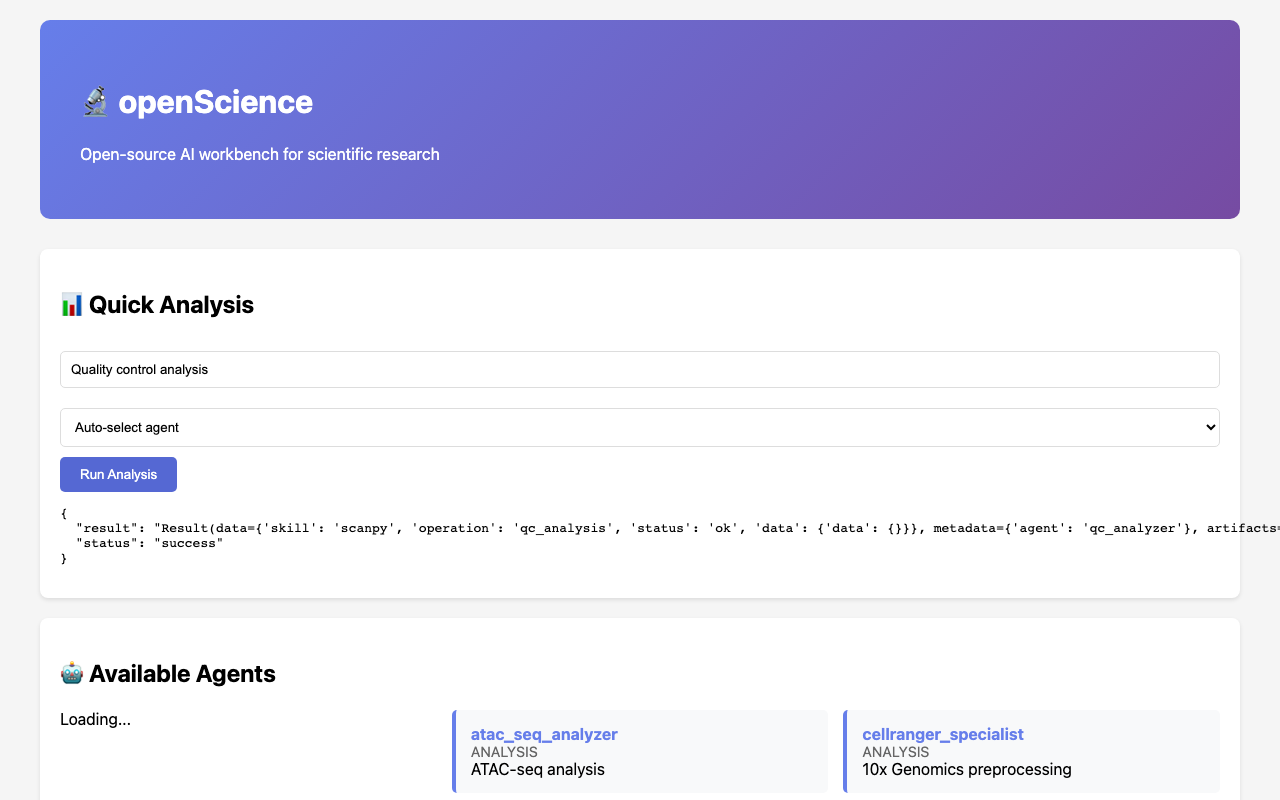 🔬 openScience
Open-source AI workbench for scientific research
📊 Quick Analysis
Quality control analysis
Auto-select agent
Run Analysis
{
  "result": "Result(data={'skill': 'scanpy', 'operation': 'qc_analysis', 'status': 'ok', 'data': {'data': {}}}, metadata={'agent': 'qc_analyzer'}, artifacts=
  "status": "success"
}
🤖 Available Agents
Loading...
atac_seq_analyzer
ANALYSIS
ATAC-seq analysis
cellranger_specialist
ANALYSIS
10x Genomics preprocessing